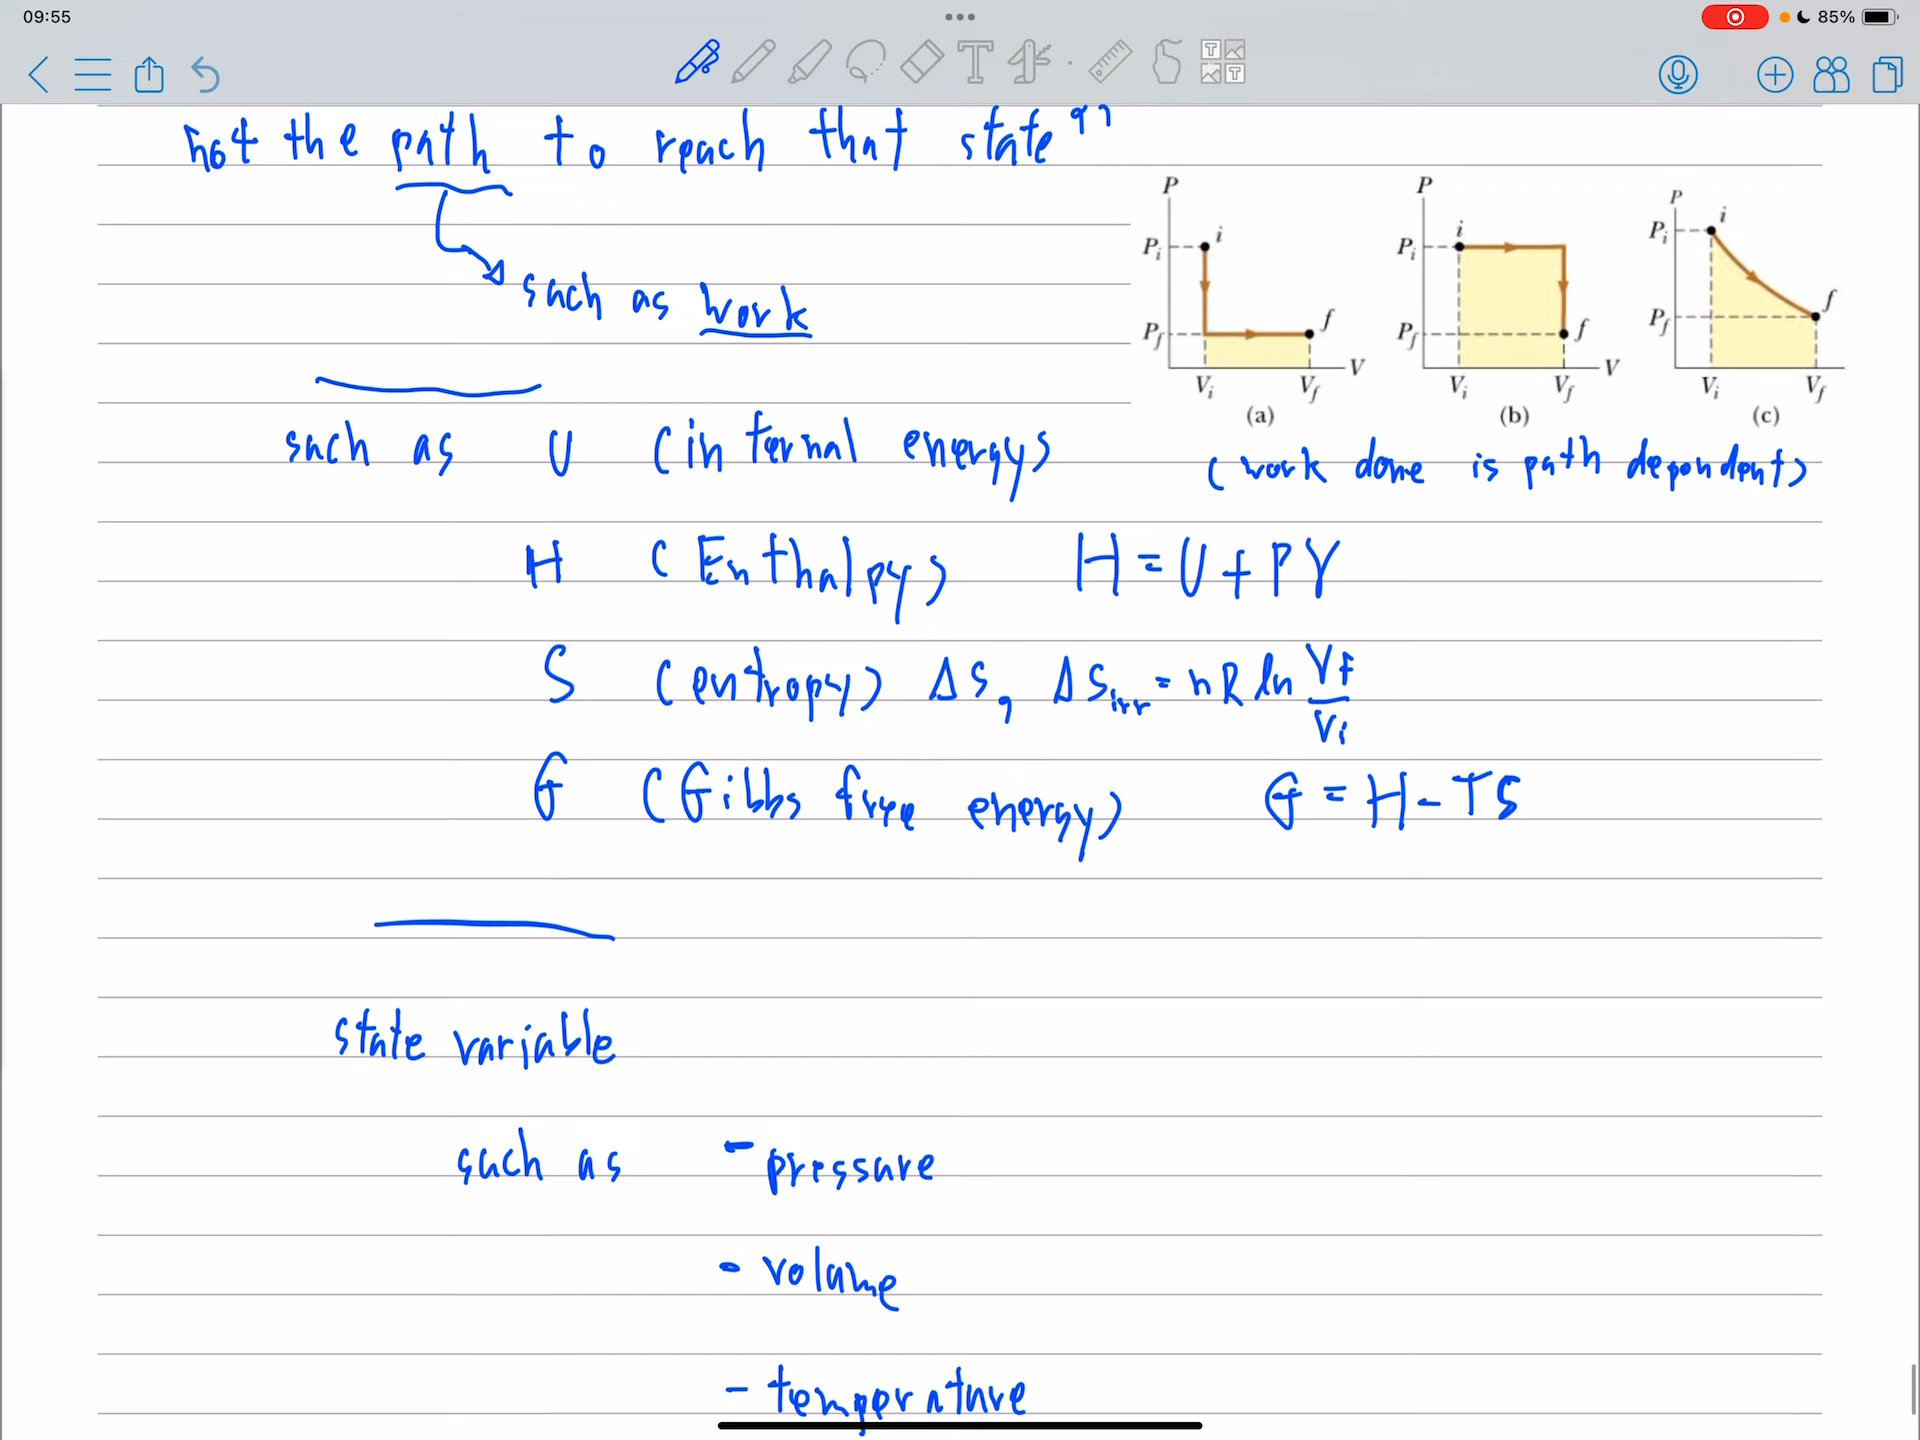 09:55
85%
not the path to reach that state"
such as work
P P P
Pi i Pi i Pi i
Pf f Pf f Pf f
V V
Vi Vf Vi Vf Vi Vf
(a) (b) (c)
such as U (internal energy)
(work done is path dependent)
H (Enthalpy) H = U + PV
S (entropy) ΔS, ΔSirr = nR ln Vf/Vi
G (Gibbs free energy) G = H - TS
state variable
such as - pressure
- volume
- temperature